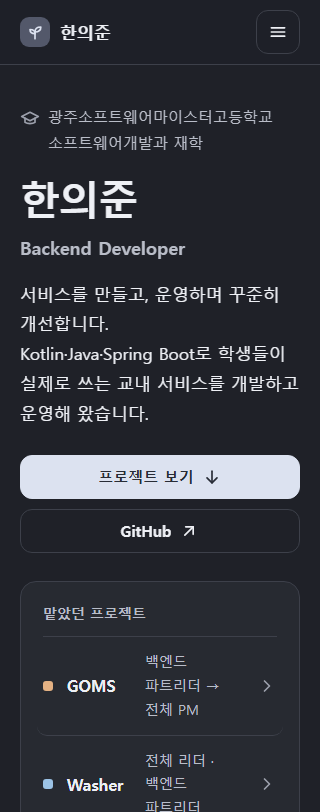 한의준
광주소프트웨어마이스터고등학교
소프트웨어개발과 재학
한의준
Backend Developer
서비스를 만들고, 운영하며 꾸준히
개선합니다.
Kotlin·Java·Spring Boot로 학생들이
실제로 쓰는 교내 서비스를 개발하고
운영해 왔습니다.
프로젝트 보기 ↓
GitHub ↗
맡았던 프로젝트
GOMS
백엔드
파트리더 →
전체 PM
Washer
전체 리더 ·
백엔드
파트리더